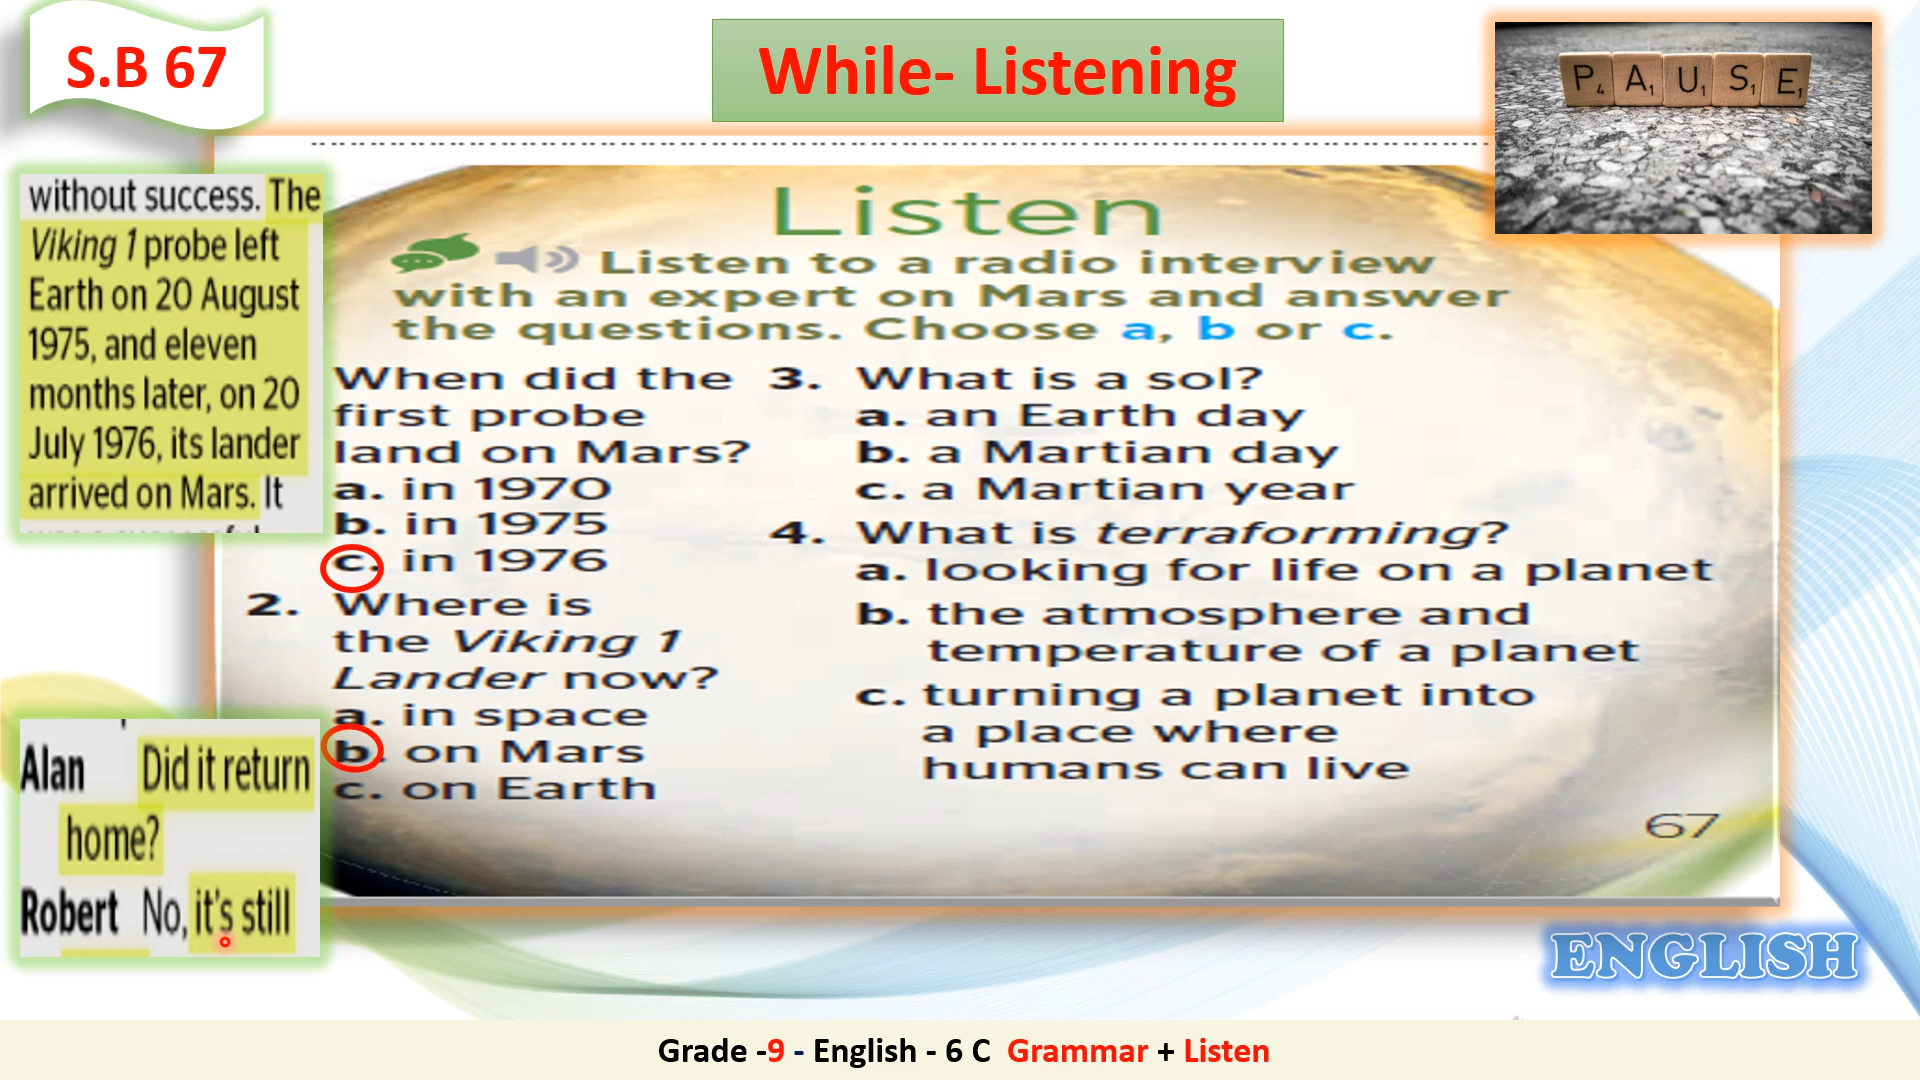 S.B 67
While- Listening
P4 A1 U1 S1 E1
without success. The
Viking 1 probe left
Earth on 20 August
1975, and eleven
months later, on 20
July 1976, its lander
arrived on Mars. It
Listen
Listen to a radio interview
with an expert on Mars and answer
the questions. Choose a, b or c.
When did the
first probe
land on Mars?
a. in 1970
b. in 1975
c. in 1976
2. Where is
the Viking 1
Lander now?
a. in space
b. on Mars
c. on Earth
3. What is a sol?
a. an Earth day
b. a Martian day
c. a Martian year
4. What is terraforming?
a. looking for life on a planet
b. the atmosphere and
temperature of a planet
c. turning a planet into
a place where
humans can live
67
Alan Did it return
home?
Robert No, it's still
ENGLISH
Grade -9 - English - 6 C Grammar + Listen